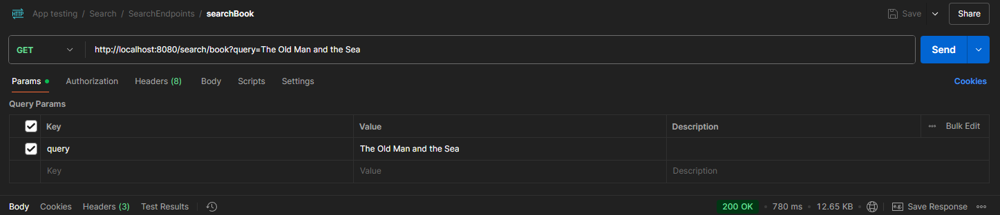 HTTP App testing / Search / SearchEndpoints / searchBook Save Share
GET http://localhost:8080/search/book?query=The Old Man and the Sea Send
Params Authorization Headers (8) Body Scripts Settings Cookies
Query Params
Key Value Description Bulk Edit
query The Old Man and the Sea
Key Value Description
Body Cookies Headers (3) Test Results 200 OK 780 ms 12.65 KB e.g. Save Response